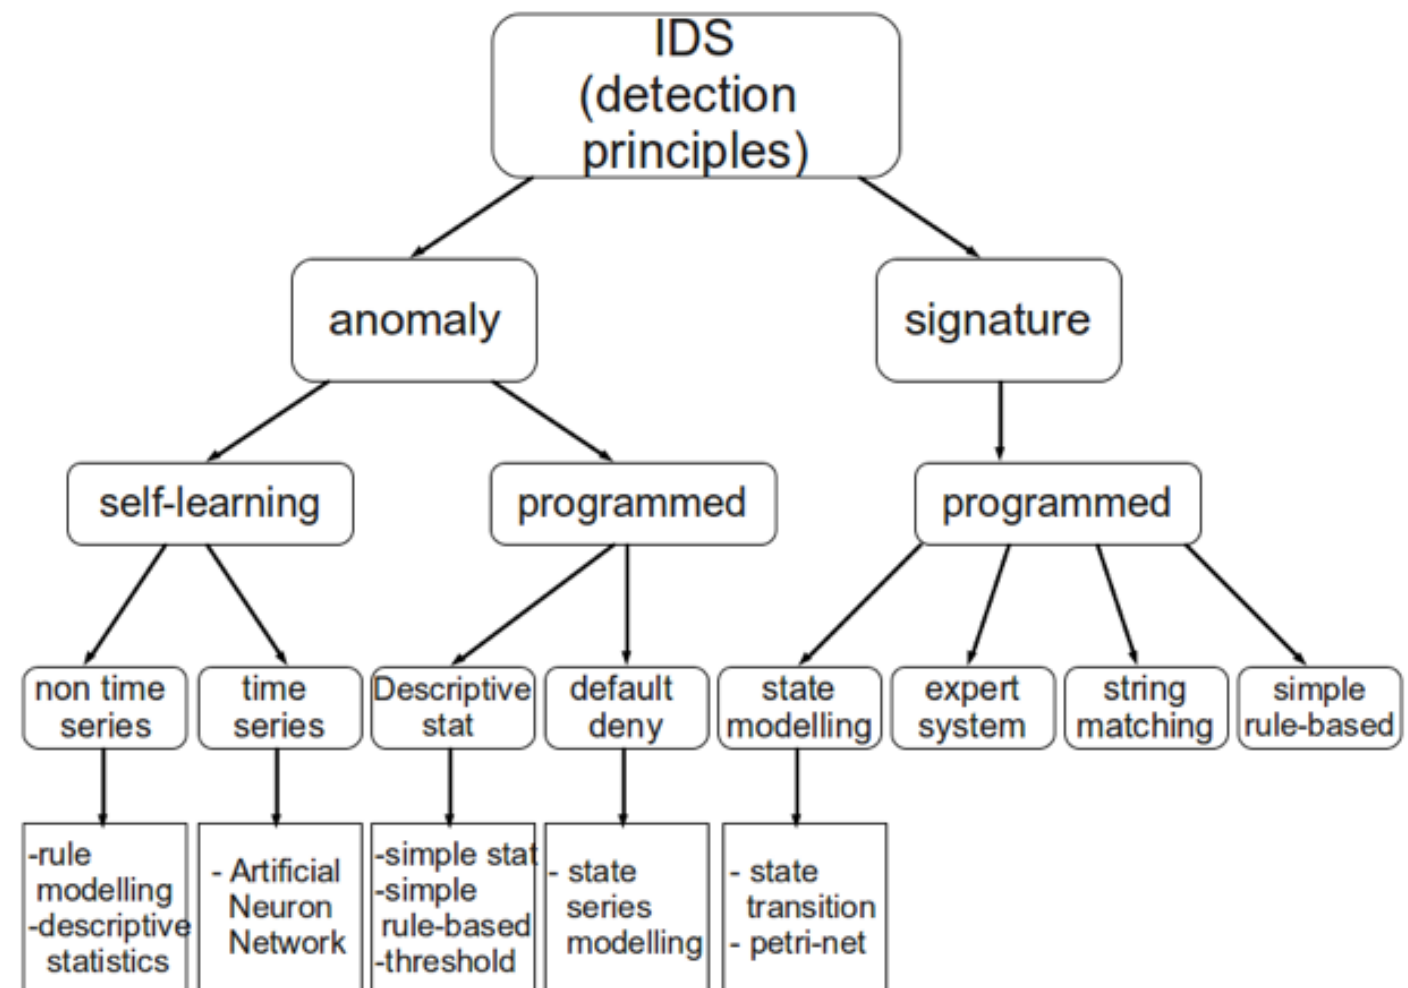 IDS
(detection
principles)
anomaly
signature
self-learning
programmed
programmed
non time
series
time
series
Descriptive
stat
default
deny
state
modelling
expert
system
string
matching
simple
rule-based
-rule
modelling
-descriptive
statistics
- Artificial
Neuron
Network
-simple stat
-simple
rule-based
-threshold
- state
series
modelling
- state
transition
- petri-net